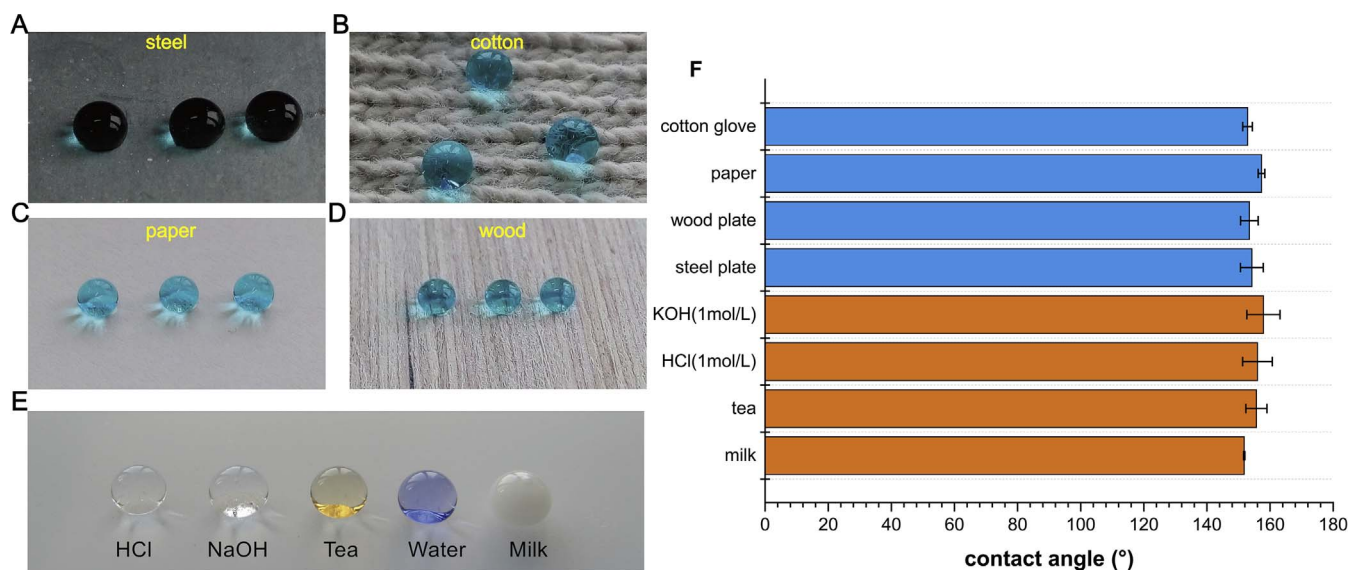 A
steel
B
cotton
C
paper
D
wood
E
HCl
NaOH
Tea
Water
Milk
F
cotton glove
paper
wood plate
steel plate
KOH(1mol/L)
HCl(1mol/L)
tea
milk
0 20 40 60 80 100 120 140 160 180
contact angle (°)